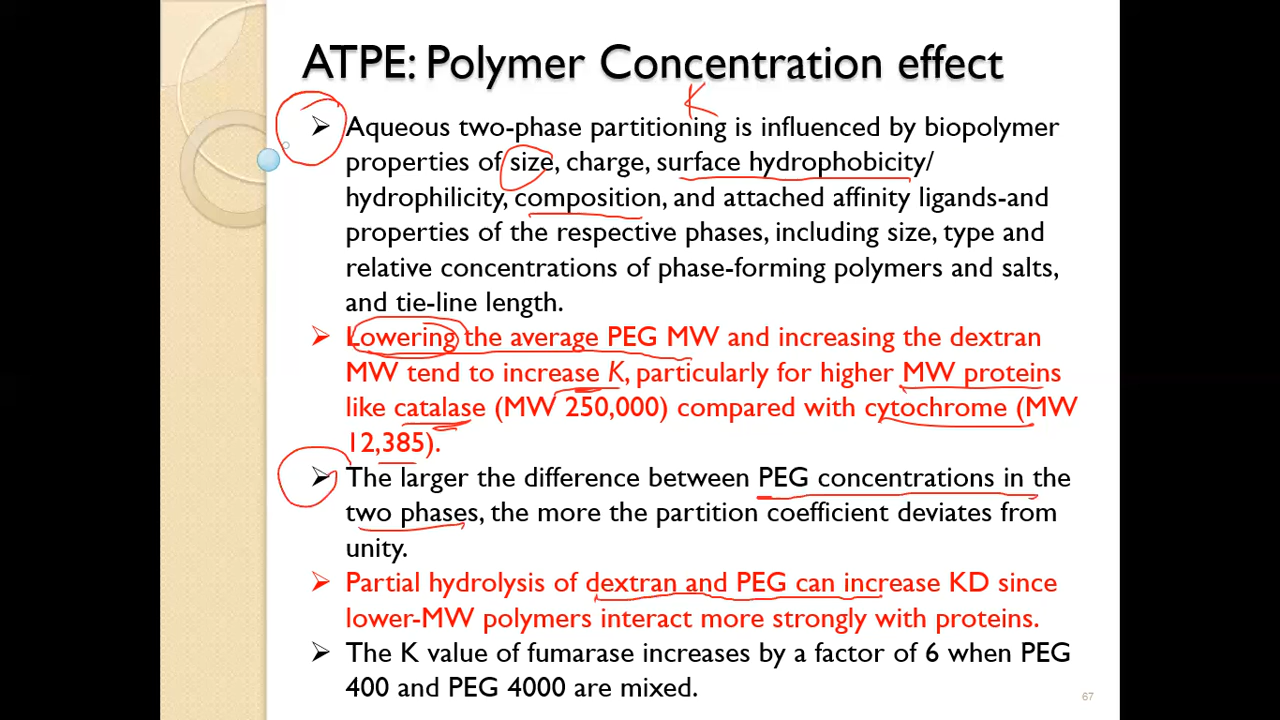 ATPE: Polymer Concentration effect
K
➢ Aqueous two-phase partitioning is influenced by biopolymer
properties of size, charge, surface hydrophobicity/
hydrophilicity, composition, and attached affinity ligands-and
properties of the respective phases, including size, type and
relative concentrations of phase-forming polymers and salts,
and tie-line length.
➢ Lowering the average PEG MW and increasing the dextran
MW tend to increase K, particularly for higher MW proteins
like catalase (MW 250,000) compared with cytochrome (MW
12,385).
➢ The larger the difference between PEG concentrations in the
two phases, the more the partition coefficient deviates from
unity.
➢ Partial hydrolysis of dextran and PEG can increase KD since
lower-MW polymers interact more strongly with proteins.
➢ The K value of fumarase increases by a factor of 6 when PEG
400 and PEG 4000 are mixed.
67